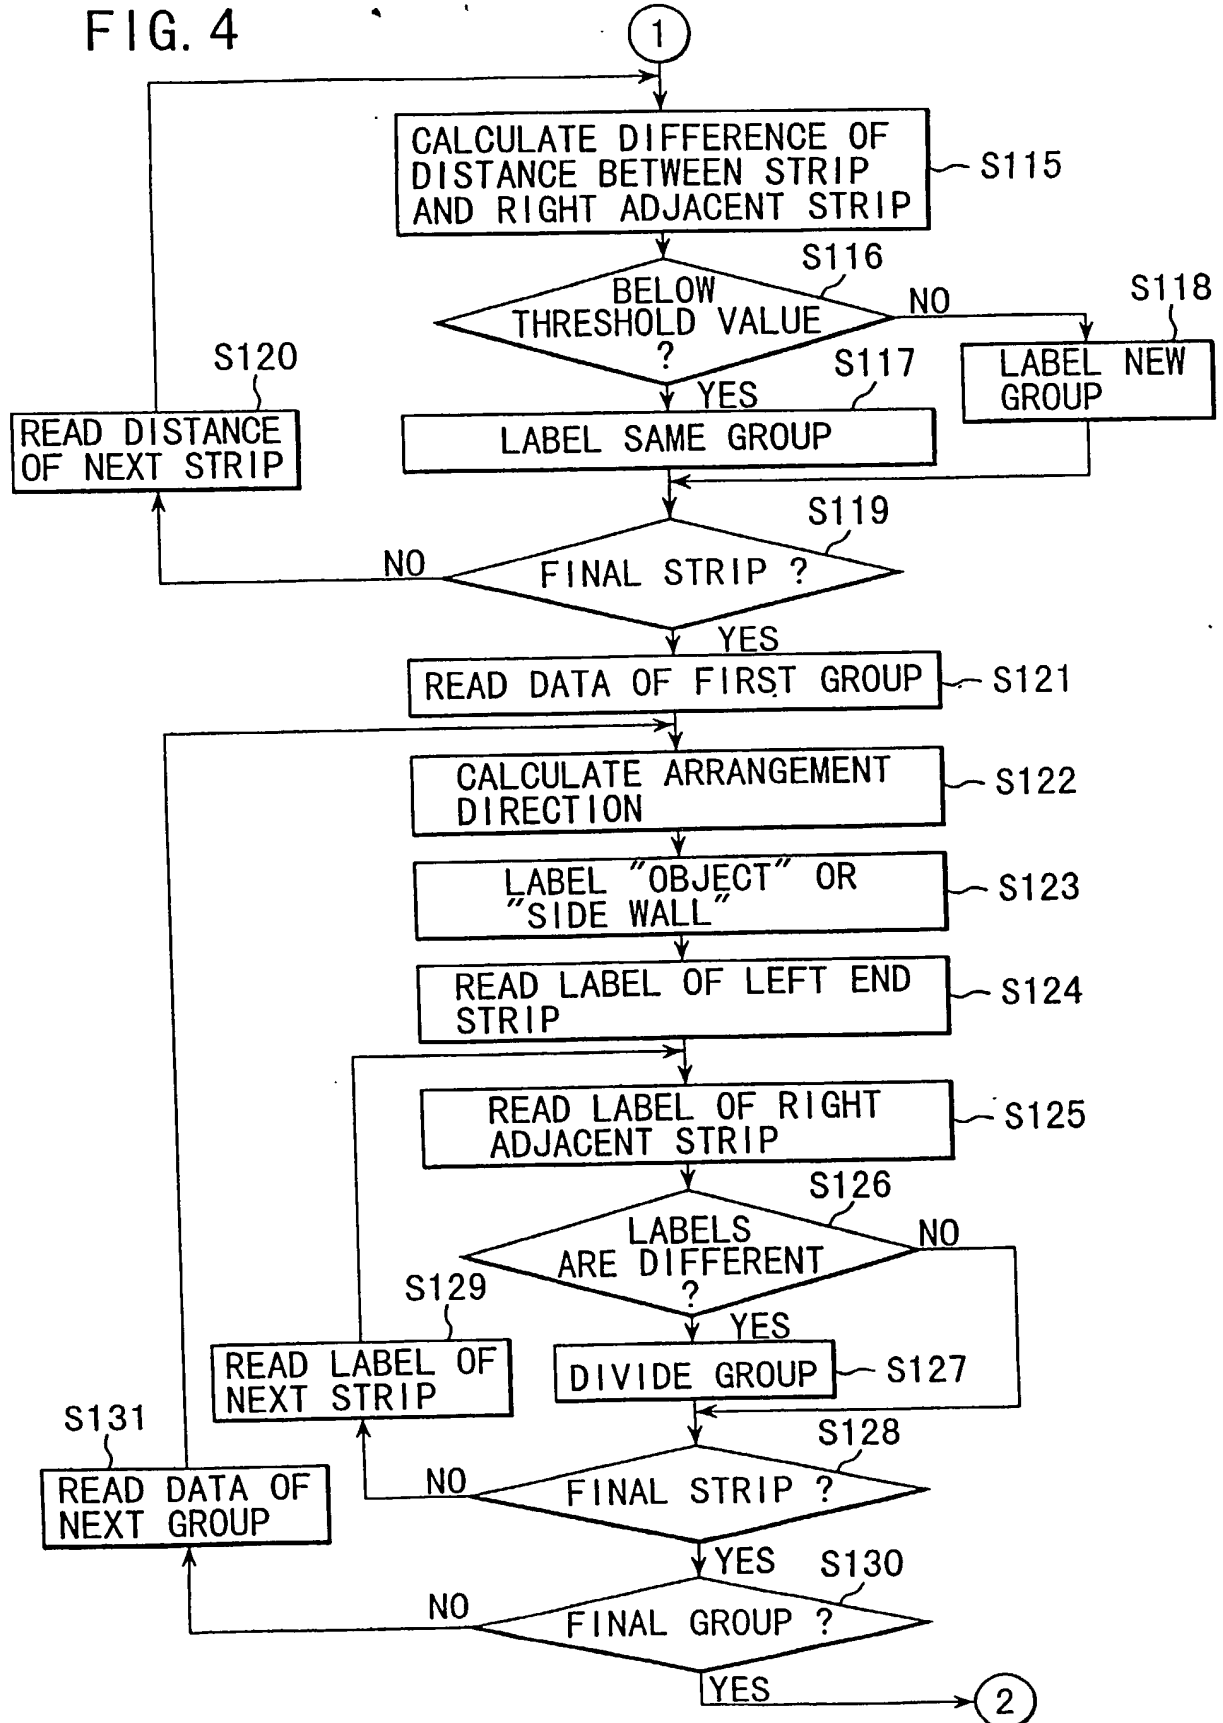 FIG. 4
1
CALCULATE DIFFERENCE OF
DISTANCE BETWEEN STRIP
AND RIGHT ADJACENT STRIP
S115
S116
BELOW
THRESHOLD VALUE
?
NO
S118
LABEL NEW
GROUP
YES
S117
LABEL SAME GROUP
S120
READ DISTANCE
OF NEXT STRIP
S119
FINAL STRIP ?
NO
YES
READ DATA OF FIRST GROUP
S121
CALCULATE ARRANGEMENT
DIRECTION
S122
LABEL "OBJECT" OR
"SIDE WALL"
S123
READ LABEL OF LEFT END
STRIP
S124
READ LABEL OF RIGHT
ADJACENT STRIP
S125
S126
LABELS
ARE DIFFERENT
?
NO
YES
S129
READ LABEL OF
NEXT STRIP
DIVIDE GROUP
S127
S128
FINAL STRIP ?
NO
YES
S131
READ DATA OF
NEXT GROUP
S130
FINAL GROUP ?
NO
YES
2